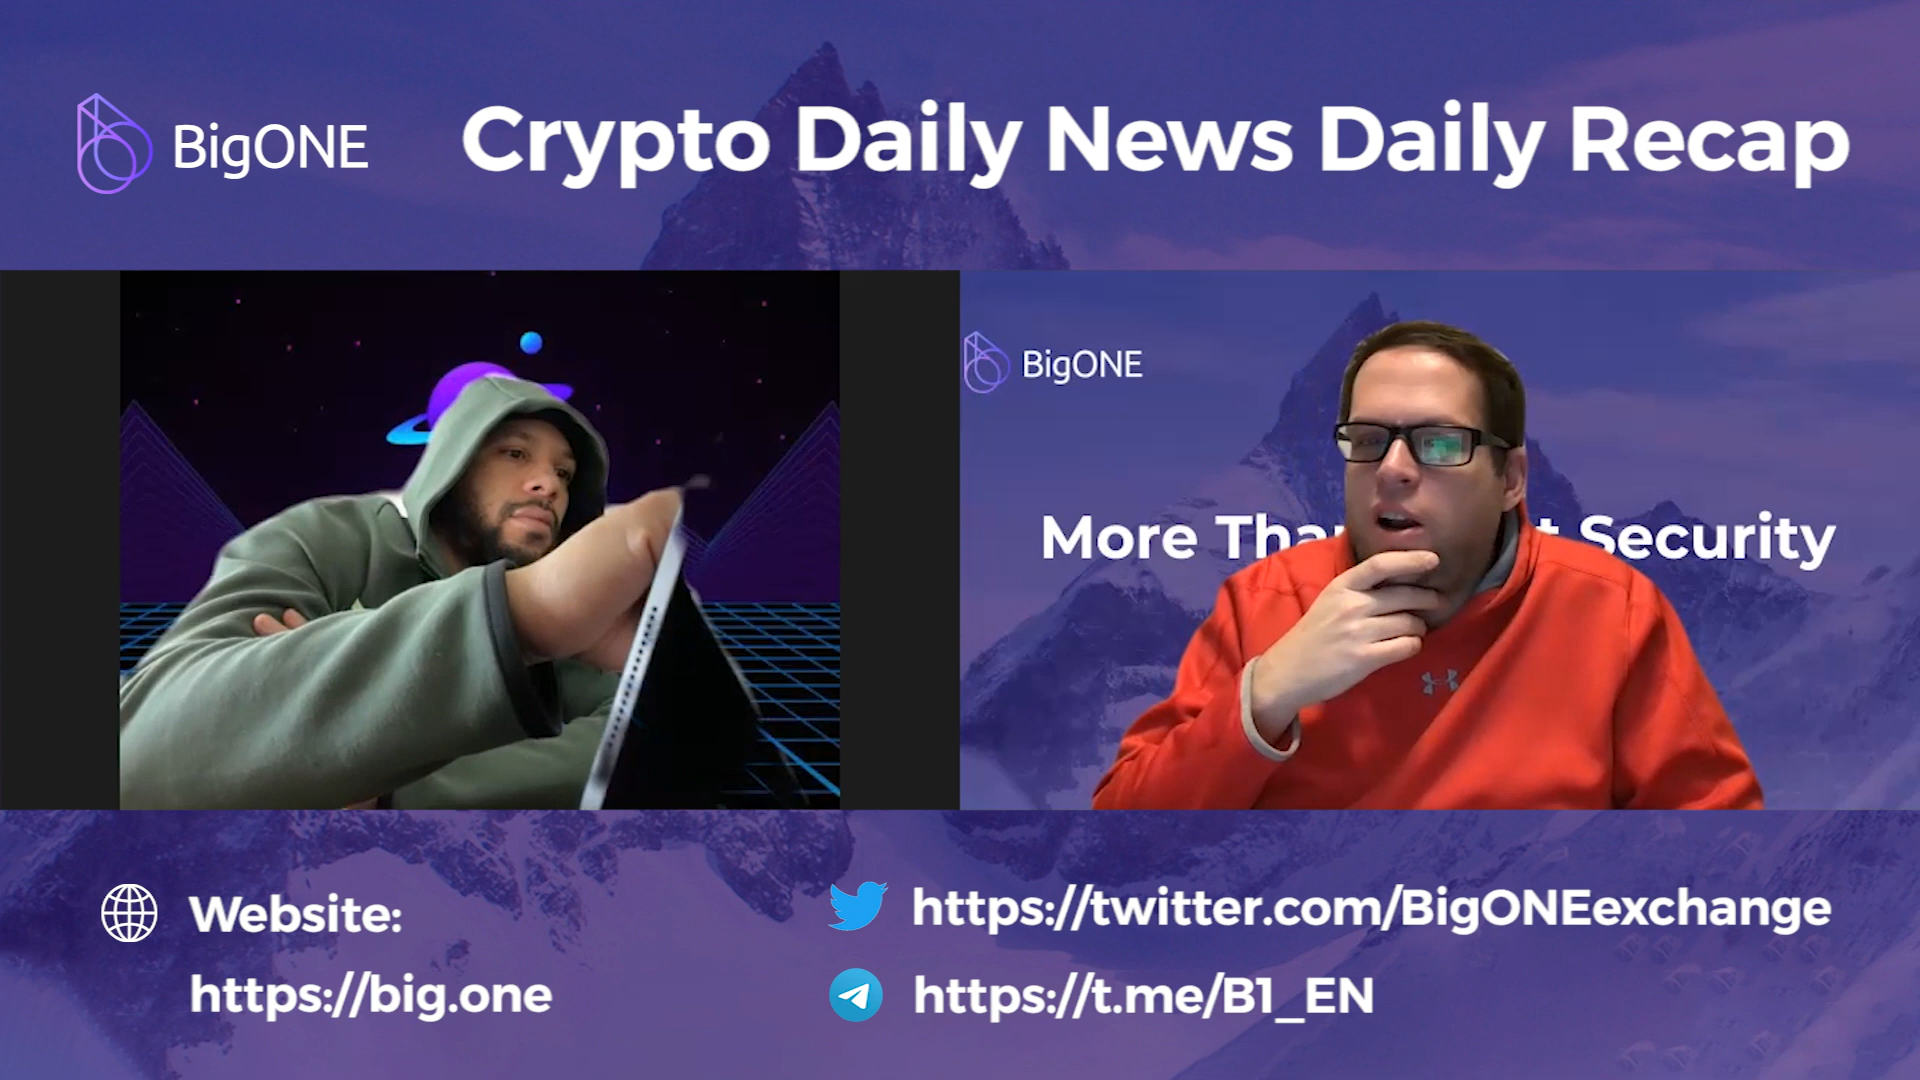 BigONE
Crypto Daily News Daily Recap
BigONE
More Tha t Security
Website:
https://big.one
https://twitter.com/BigONEexchange
https://t.me/B1_EN